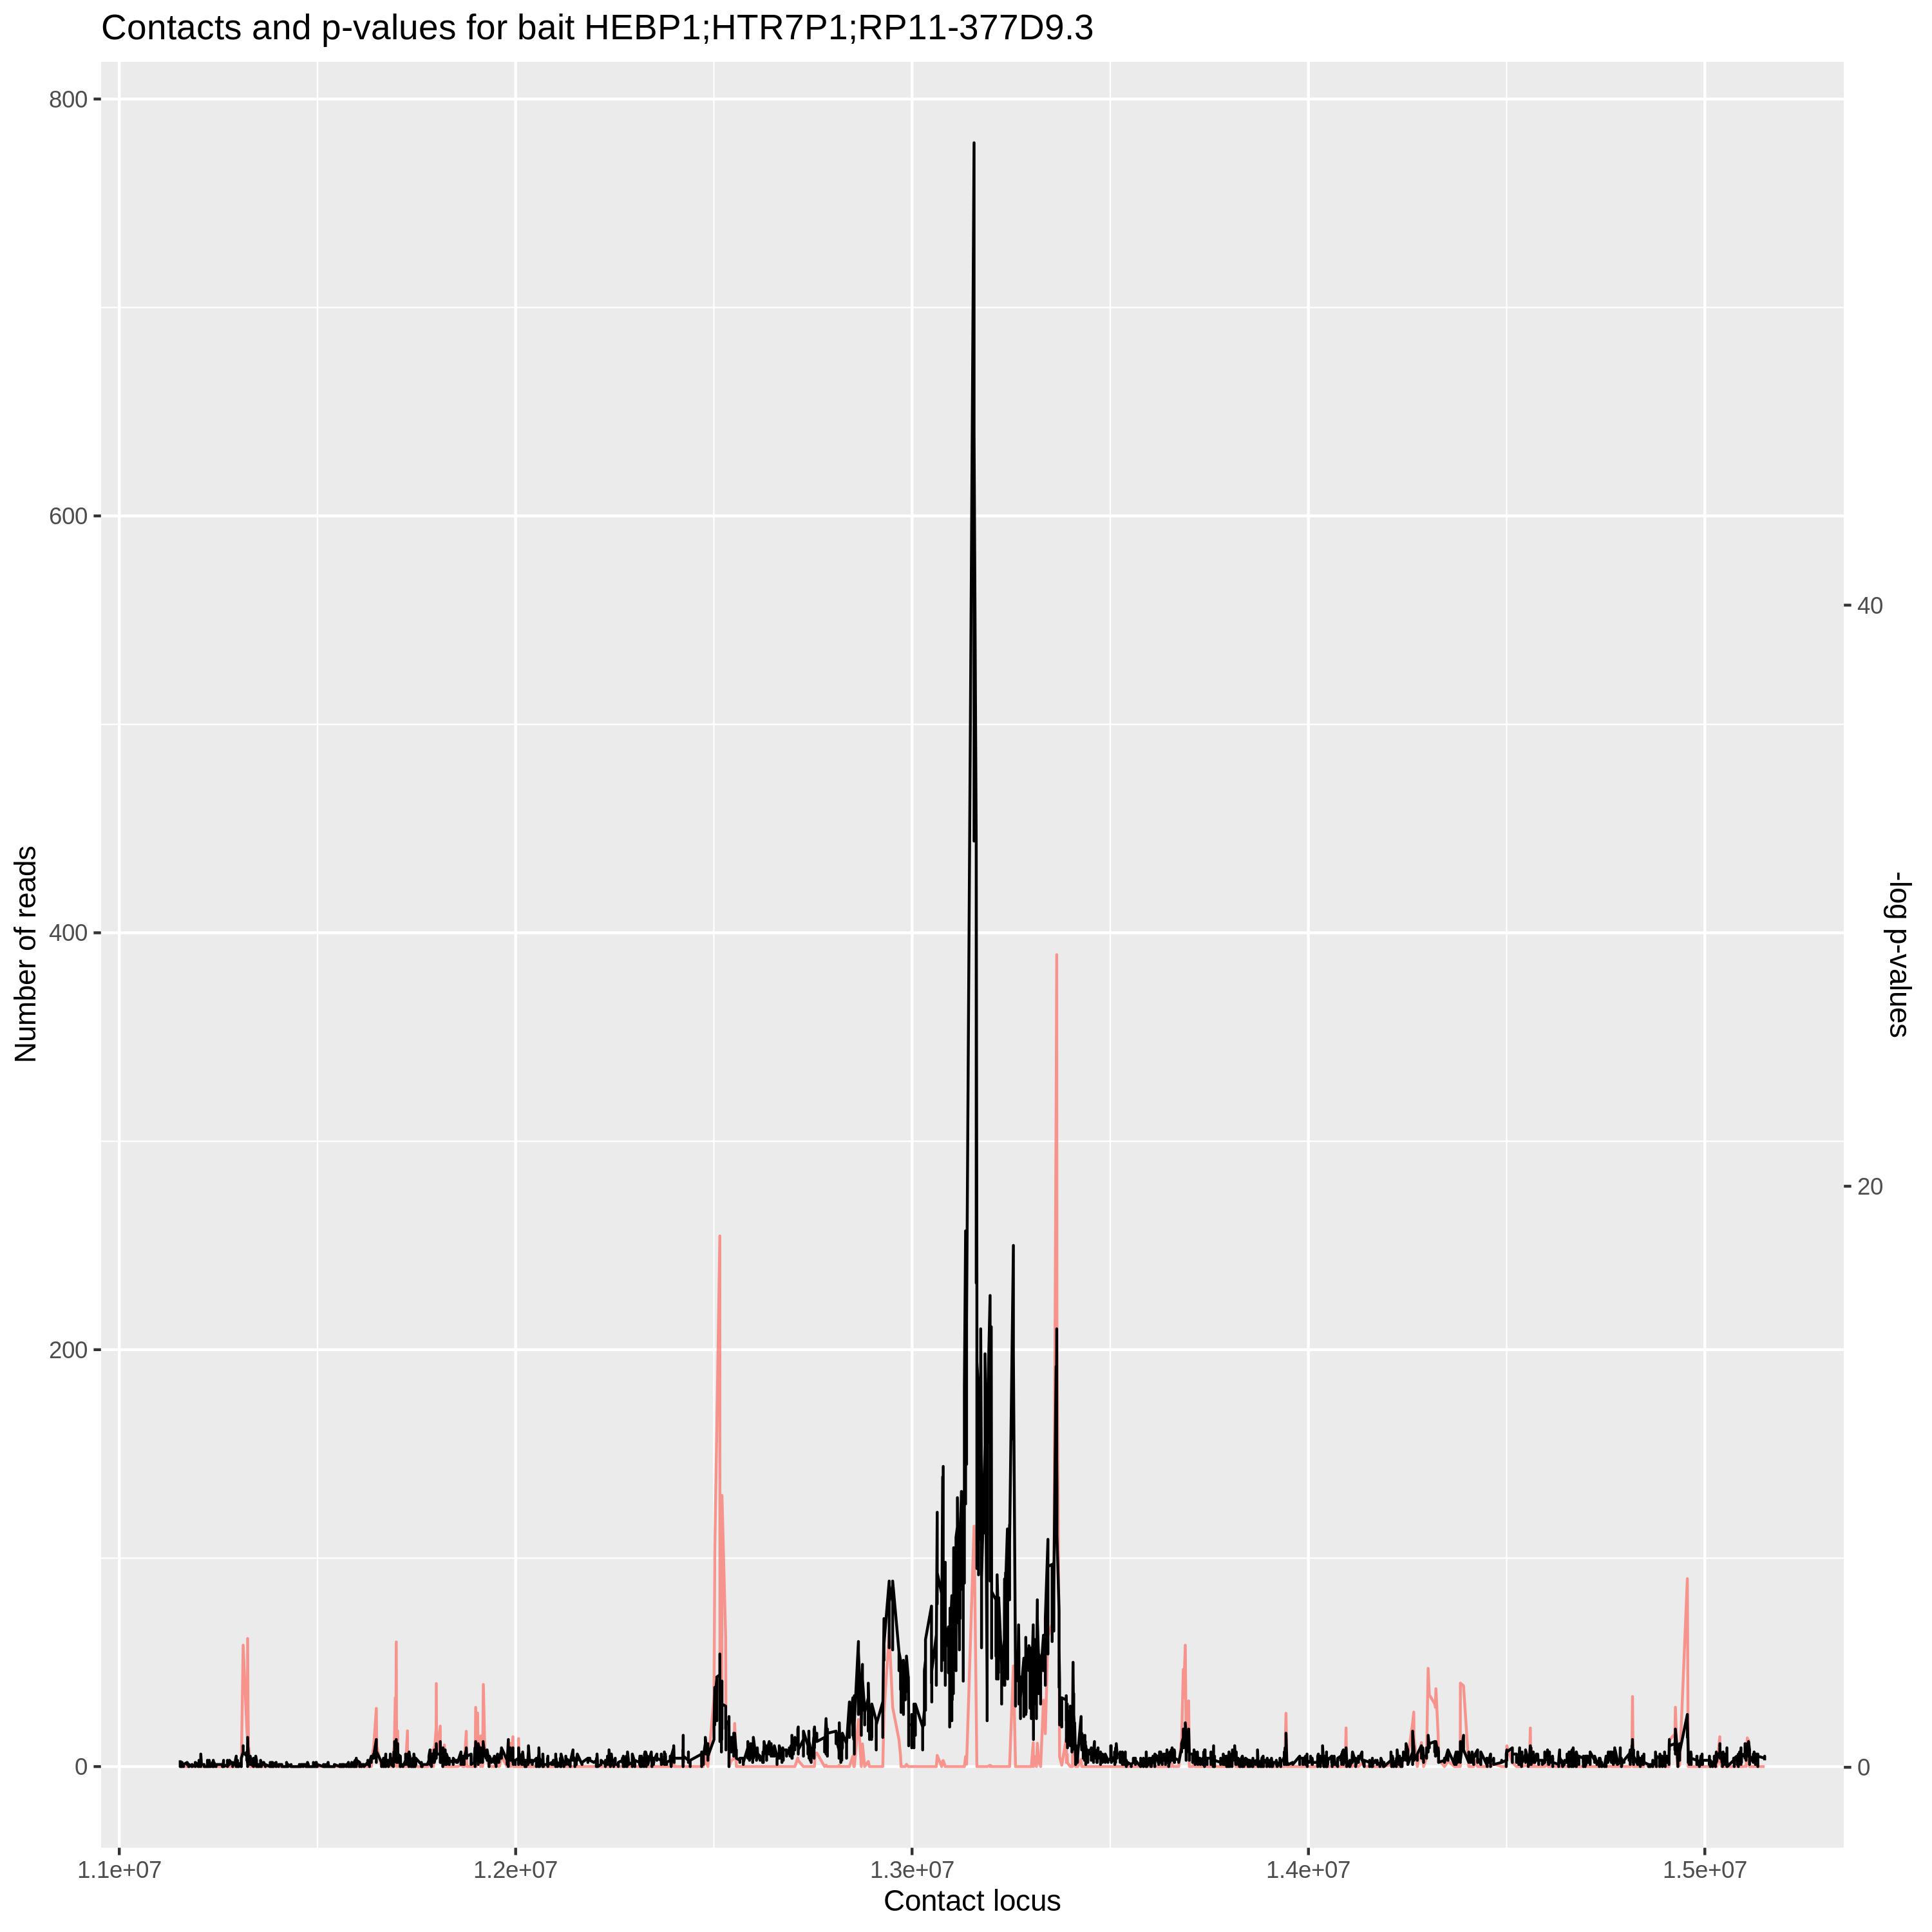 Contacts and p-values for bait HEBP1;HTR7P1;RP11-377D9.3
800
600
400
200
0
Number of reads
40
20
0
-log p-values
1.1e+07 1.2e+07 1.3e+07 1.4e+07 1.5e+07
Contact locus